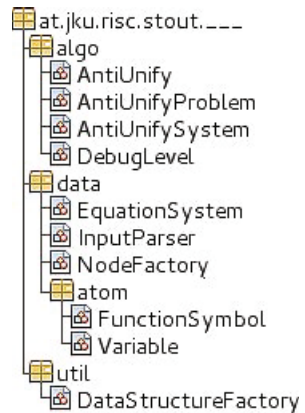 at.jku.risc.stout.___
algo
AntiUnify
AntiUnifyProblem
AntiUnifySystem
DebugLevel
data
EquationSystem
InputParser
NodeFactory
atom
FunctionSymbol
Variable
util
DataStructureFactory